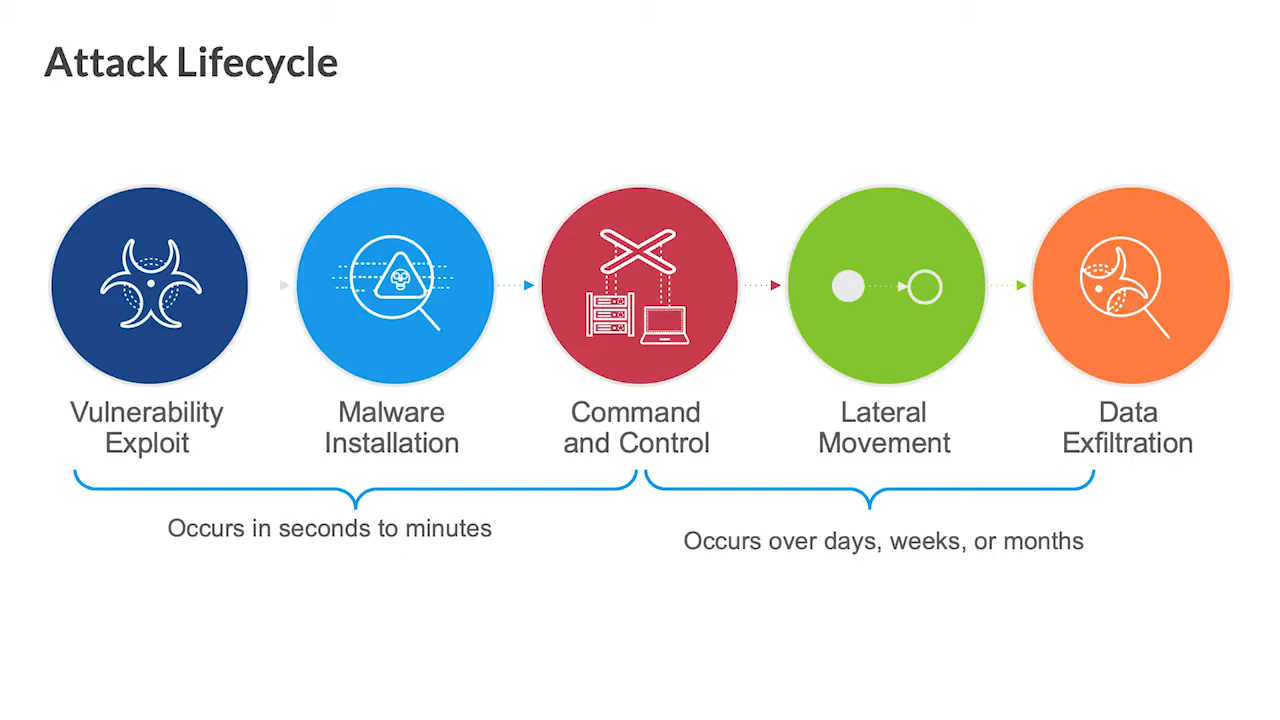 Attack Lifecycle
Vulnerability
Exploit
Malware
Installation
Command
and Control
Lateral
Movement
Data
Exfiltration
Occurs in seconds to minutes
Occurs over days, weeks, or months